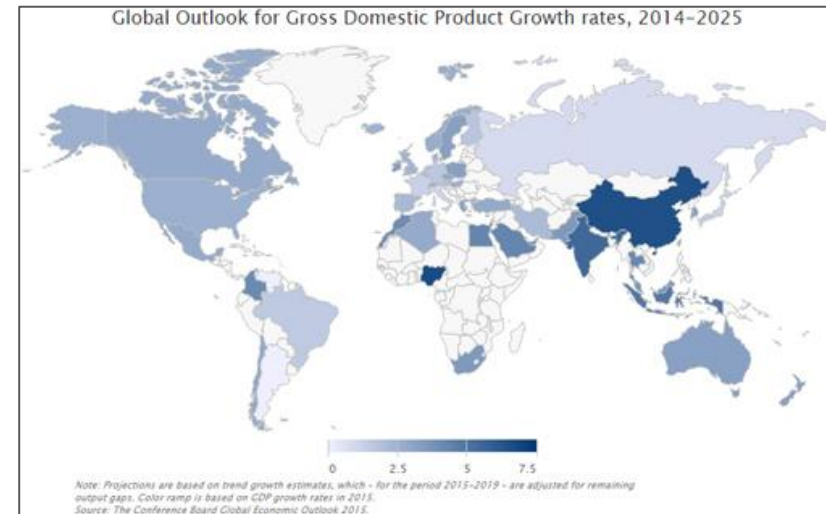 Global Outlook for Gross Domestic Product Growth rates, 2014–2025
0 2.5 5 7.5
Note: Projections are based on trend growth estimates, which – for the period 2015–2019 – are adjusted for remaining
output gaps. Color ramp is based on GDP growth rates in 2015.
Source: The Conference Board Global Economic Outlook 2015.